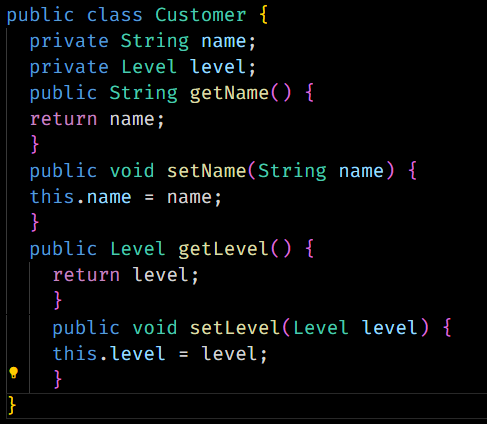 public class Customer {
private String name;
private Level level;
public String getName() {
return name;
}
public void setName(String name) {
this.name = name;
}
public Level getLevel() {
return level;
}
public void setLevel(Level level) {
this.level = level;
}
}